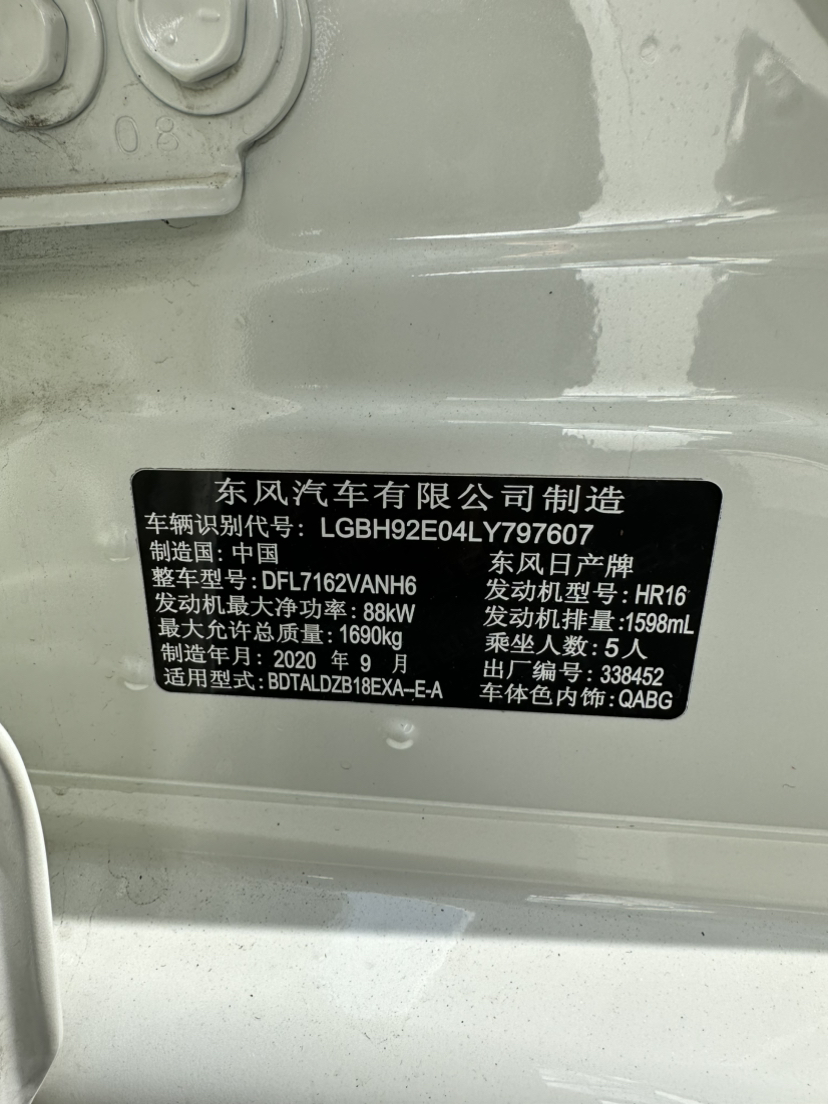 08
东风汽车有限公司制造
车辆识别代号: LGBH92E04LY797607
制造国: 中国 东风日产牌
整车型号: DFL7162VANH6 发动机型号: HR16
发动机最大净功率: 88kW 发动机排量: 1598mL
最大允许总质量: 1690kg 乘坐人数: 5人
制造年月: 2020 年 9 月 出厂编号: 338452
适用型式: BDTALDZB18EXA--E-A 车体色内饰: QABG